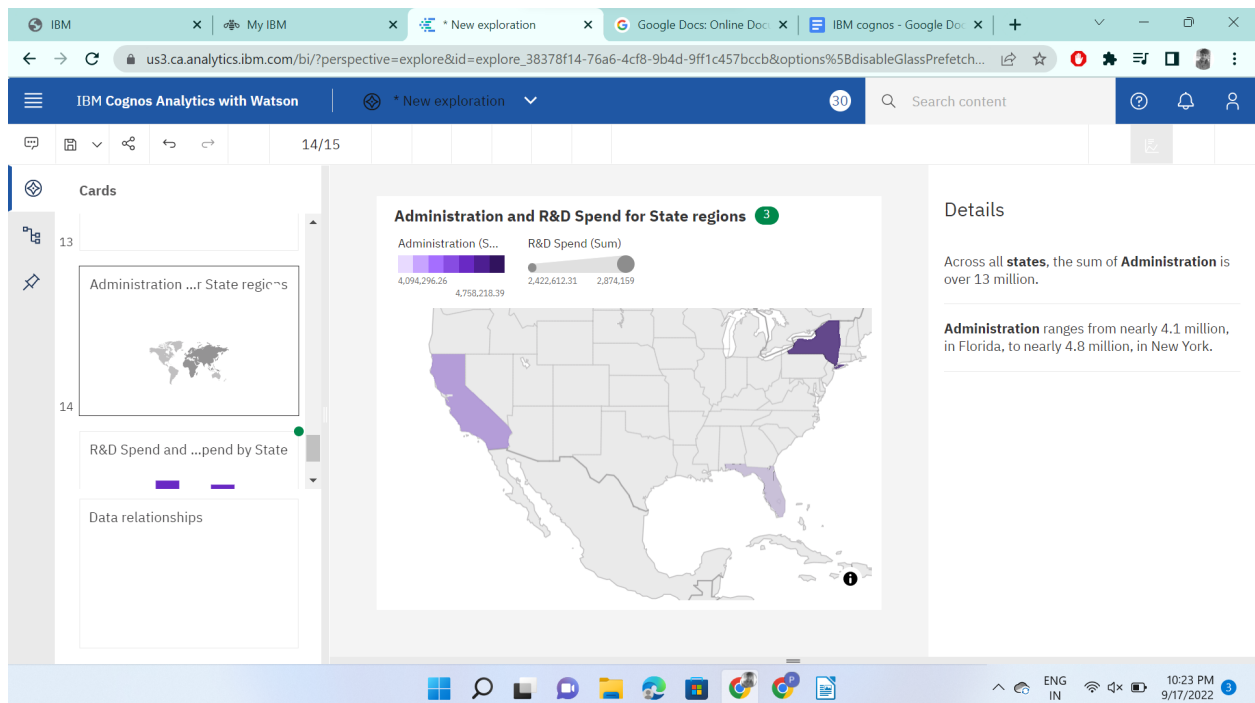 IBM
My IBM
* New exploration
Google Docs: Online Doc
IBM cognos - Google Doc
us3.ca.analytics.ibm.com/bi/?perspective=explore&id=explore_38378f14-76a6-4cf8-9b4d-9ff1c457bccb&options%5BdisableGlassPrefetch...
IBM Cognos Analytics with Watson
* New exploration
30
Search content
14/15
Cards
13
Administration ...r State regions
14
R&D Spend and ...pend by State
Data relationships
Administration and R&D Spend for State regions 3
Administration (S...
4,094,296.26
4,758,218.39
R&D Spend (Sum)
2,422,612.31 2,874,159
Details
Across all states, the sum of Administration is
over 13 million.
Administration ranges from nearly 4.1 million,
in Florida, to nearly 4.8 million, in New York.
ENG
IN
10:23 PM
9/17/2022
3